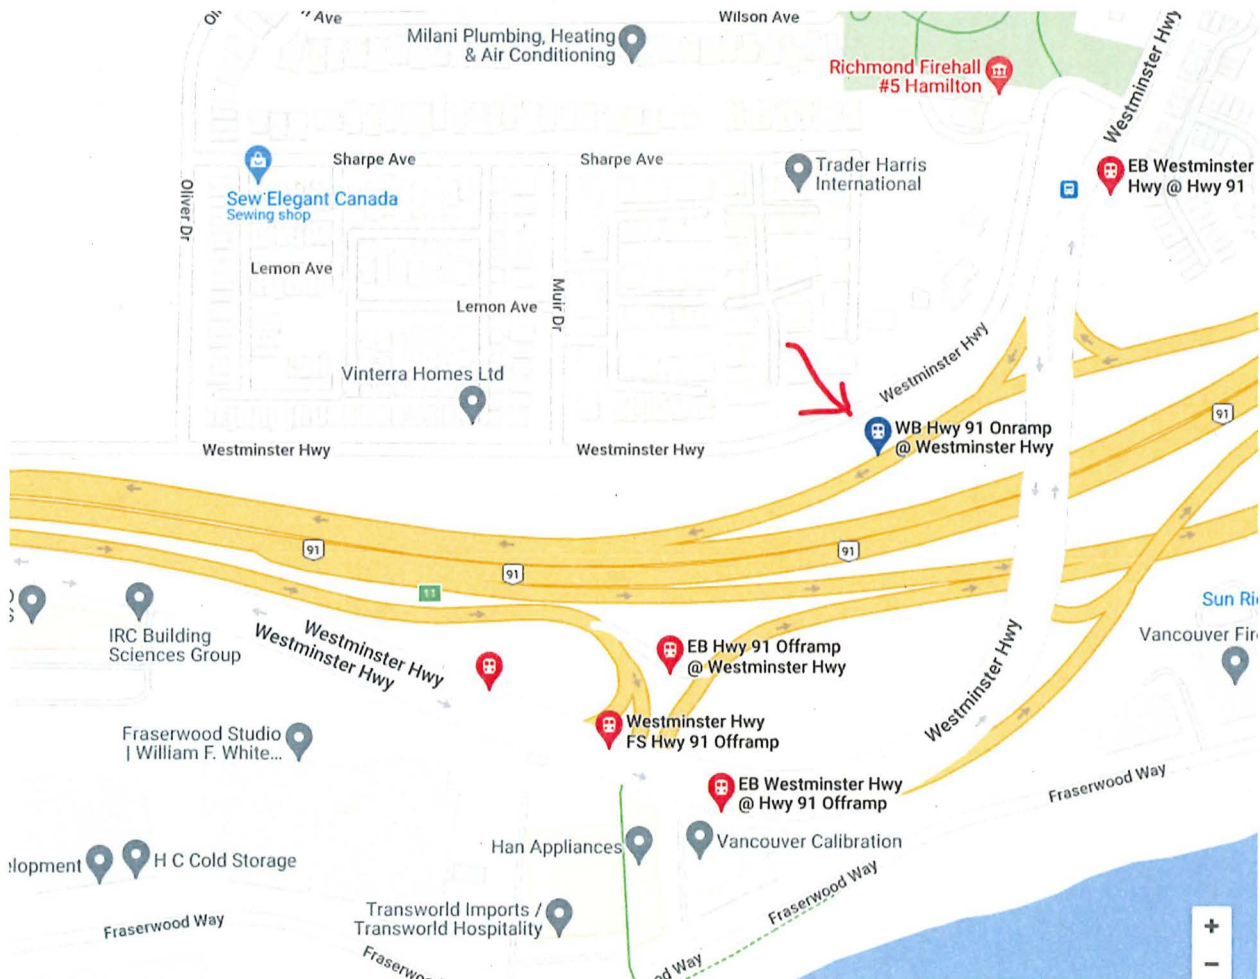 Ave
Wilson Ave
Milani Plumbing, Heating
& Air Conditioning
Westminster Hwy
Richmond Firehall
#5 Hamilton
Sharpe Ave
Sharpe Ave
Trader Harris
International
EB Westminster
Hwy @ Hwy 91
Oliver Dr
Sew Elegant Canada
Sewing shop
Lemon Ave
Lemon Ave
Muir Dr
Westminster Hwy
Vinterra Homes Ltd
91
WB Hwy 91 Onramp
@ Westminster Hwy
Westminster Hwy
Westminster Hwy
91
91
91
11
Sun
IRC Building
Sciences Group
Westminster Hwy
Westminster Hwy
EB Hwy 91 Offramp
@ Westminster Hwy
Westminster Hwy
Vancouver
Fraserwood Studio
| William F. White...
Westminster Hwy
FS Hwy 91 Offramp
EB Westminster Hwy
@ Hwy 91 Offramp
Fraserwood Way
Han Appliances
Vancouver Calibration
elopment
H C Cold Storage
Fraserwood Way
Transworld Imports /
Transworld Hospitality
Fraserwood Way
Way
+
−